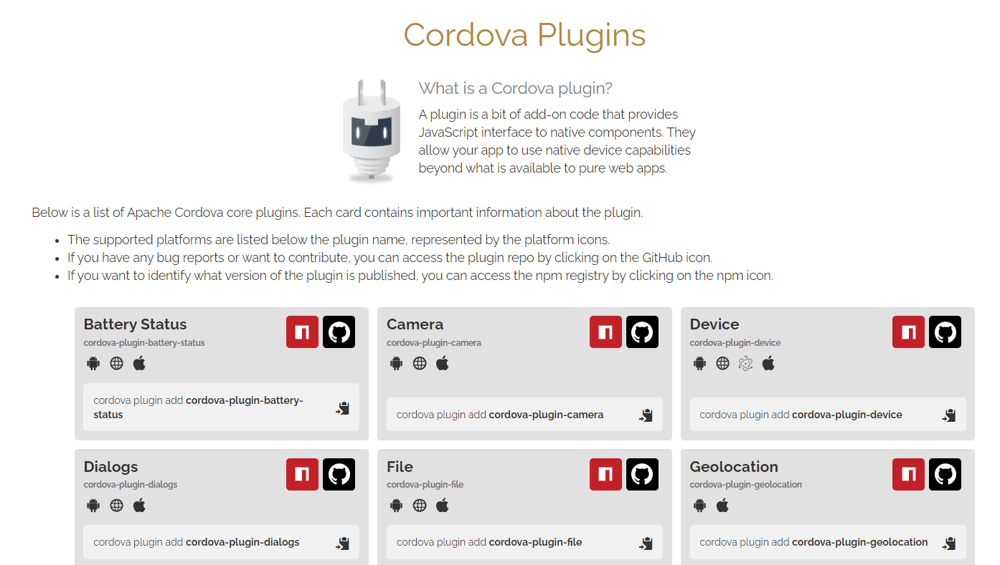 Cordova Plugins
What is a Cordova plugin?
A plugin is a bit of add-on code that provides
JavaScript interface to native components. They
allow your app to use native device capabilities
beyond what is available to pure web apps.
Below is a list of Apache Cordova core plugins. Each card contains important information about the plugin.
• The supported platforms are listed below the plugin name, represented by the platform icons.
• If you have any bug reports or want to contribute, you can access the plugin repo by clicking on the GitHub icon.
• If you want to identify what version of the plugin is published, you can access the npm registry by clicking on the npm icon.
Battery Status
cordova-plugin-battery-status
cordova plugin add cordova-plugin-battery-
status
Camera
cordova-plugin-camera
cordova plugin add cordova-plugin-camera
Device
cordova-plugin-device
cordova plugin add cordova-plugin-device
Dialogs
cordova-plugin-dialogs
cordova plugin add cordova-plugin-dialogs
File
cordova-plugin-file
cordova plugin add cordova-plugin-file
Geolocation
cordova-plugin-geolocation
cordova plugin add cordova-plugin-geolocation